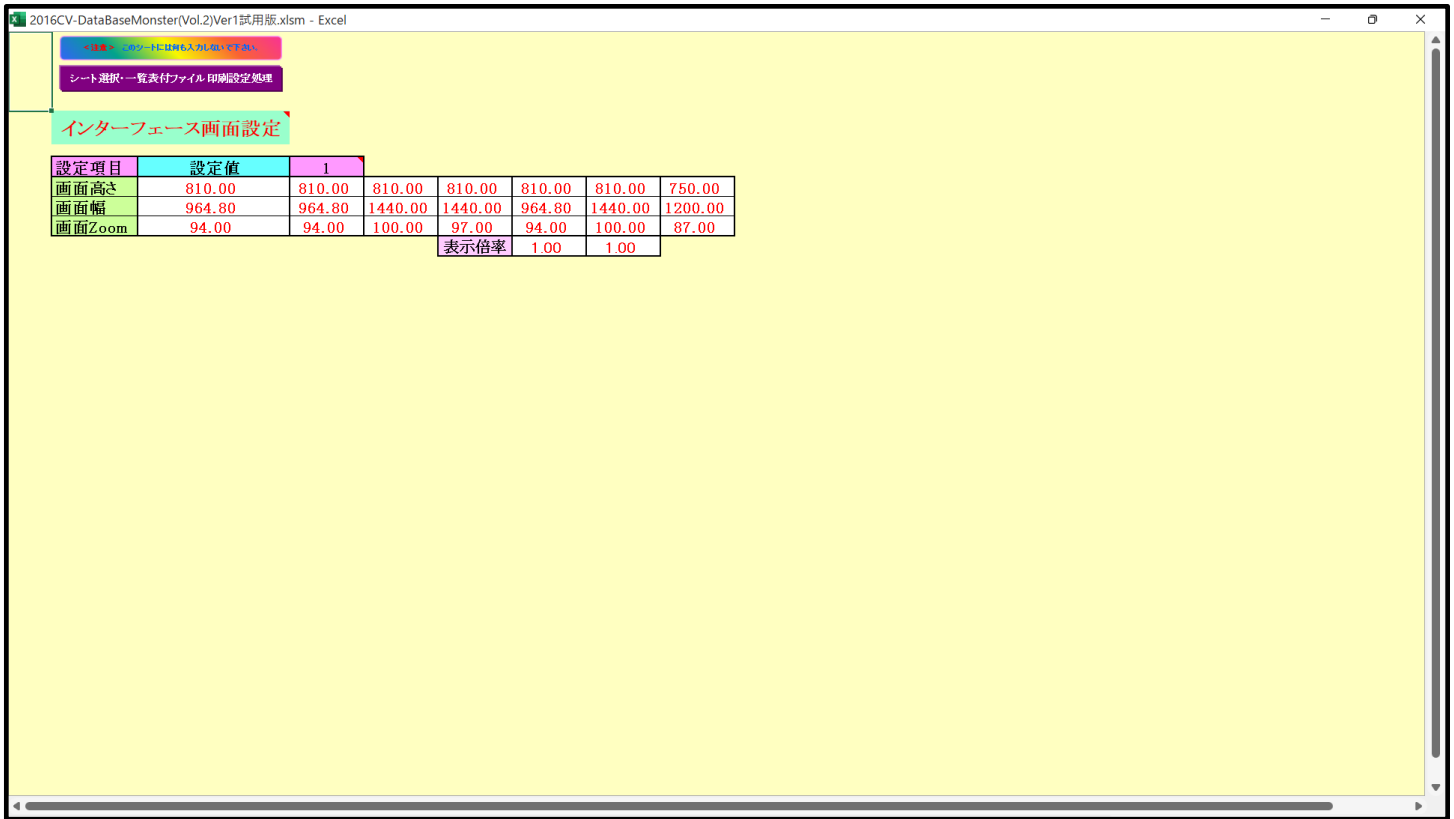 2016CV-DataBaseMonster(Vol.2)Ver1試用版.xlsm - Excel
<注意> このシートには何も入力しないで下さい。
シート選択・一覧表付ファイル印刷設定処理
インターフェース画面設定
設定項目 設定値 1
画面高さ 810.00 810.00 810.00 810.00 810.00 810.00 750.00
画面幅 964.80 964.80 1440.00 1440.00 964.80 1440.00 1200.00
画面Zoom 94.00 94.00 100.00 97.00 94.00 100.00 87.00
表示倍率 1.00 1.00